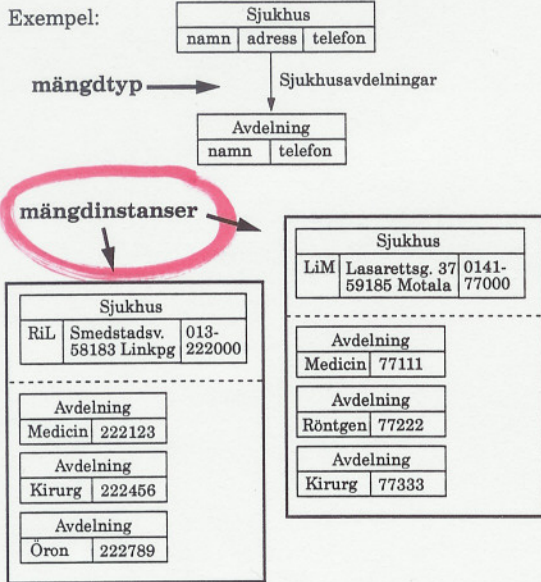 Exempel:
Sjukhus
namn adress telefon
mängdtyp
Sjukhusavdelningar
Avdelning
namn telefon
mängdinstanser
Sjukhus
RiL Smedstadsv. 013-
58183 Linkpg 222000
Avdelning
Medicin 222123
Avdelning
Kirurg 222456
Avdelning
Öron 222789
Sjukhus
LiM Lasarettsg. 37 0141-
59185 Motala 77000
Avdelning
Medicin 77111
Avdelning
Röntgen 77222
Avdelning
Kirurg 77333